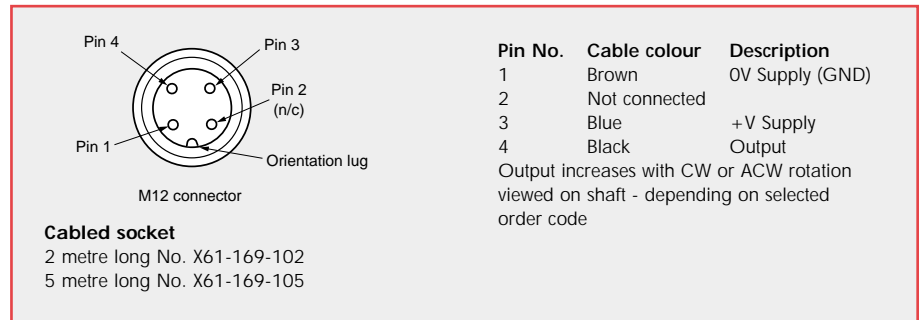 Pin 4
Pin 3
Pin 2
(n/c)
Pin 1
Orientation lug
M12 connector
Cabled socket
2 metre long No. X61-169-102
5 metre long No. X61-169-105
Pin No. Cable colour Description
1 Brown 0V Supply (GND)
2 Not connected
3 Blue +V Supply
4 Black Output
Output increases with CW or ACW rotation
viewed on shaft - depending on selected
order code